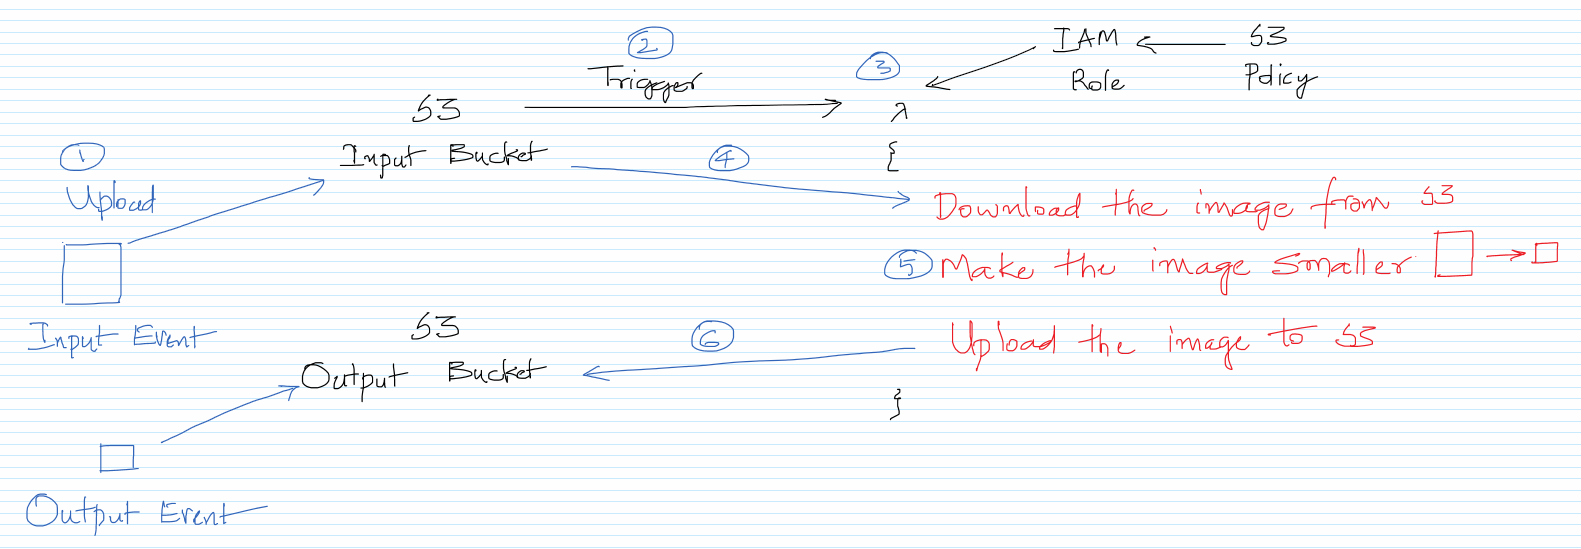 2
Trigger
S3
Input Bucket
1
Upload
Input Event
3
λ
{
IAM
Role
S3
Policy
4
Download the image from S3
5 Make the image smaller
6
Upload the image to S3
}
S3
Output Bucket
Output Event